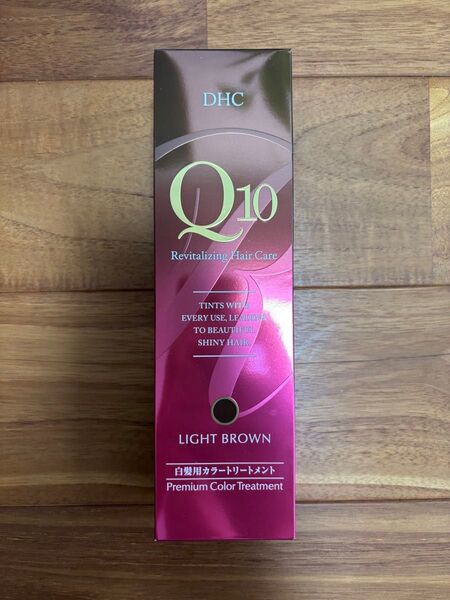 DHC
Q10
Revitalizing Hair Care
TINTS WITH
EVERY USE, LEADING
TO BEAUTIFUL
SHINY HAIR
LIGHT BROWN
白髪用カラートリートメント
Premium Color Treatment